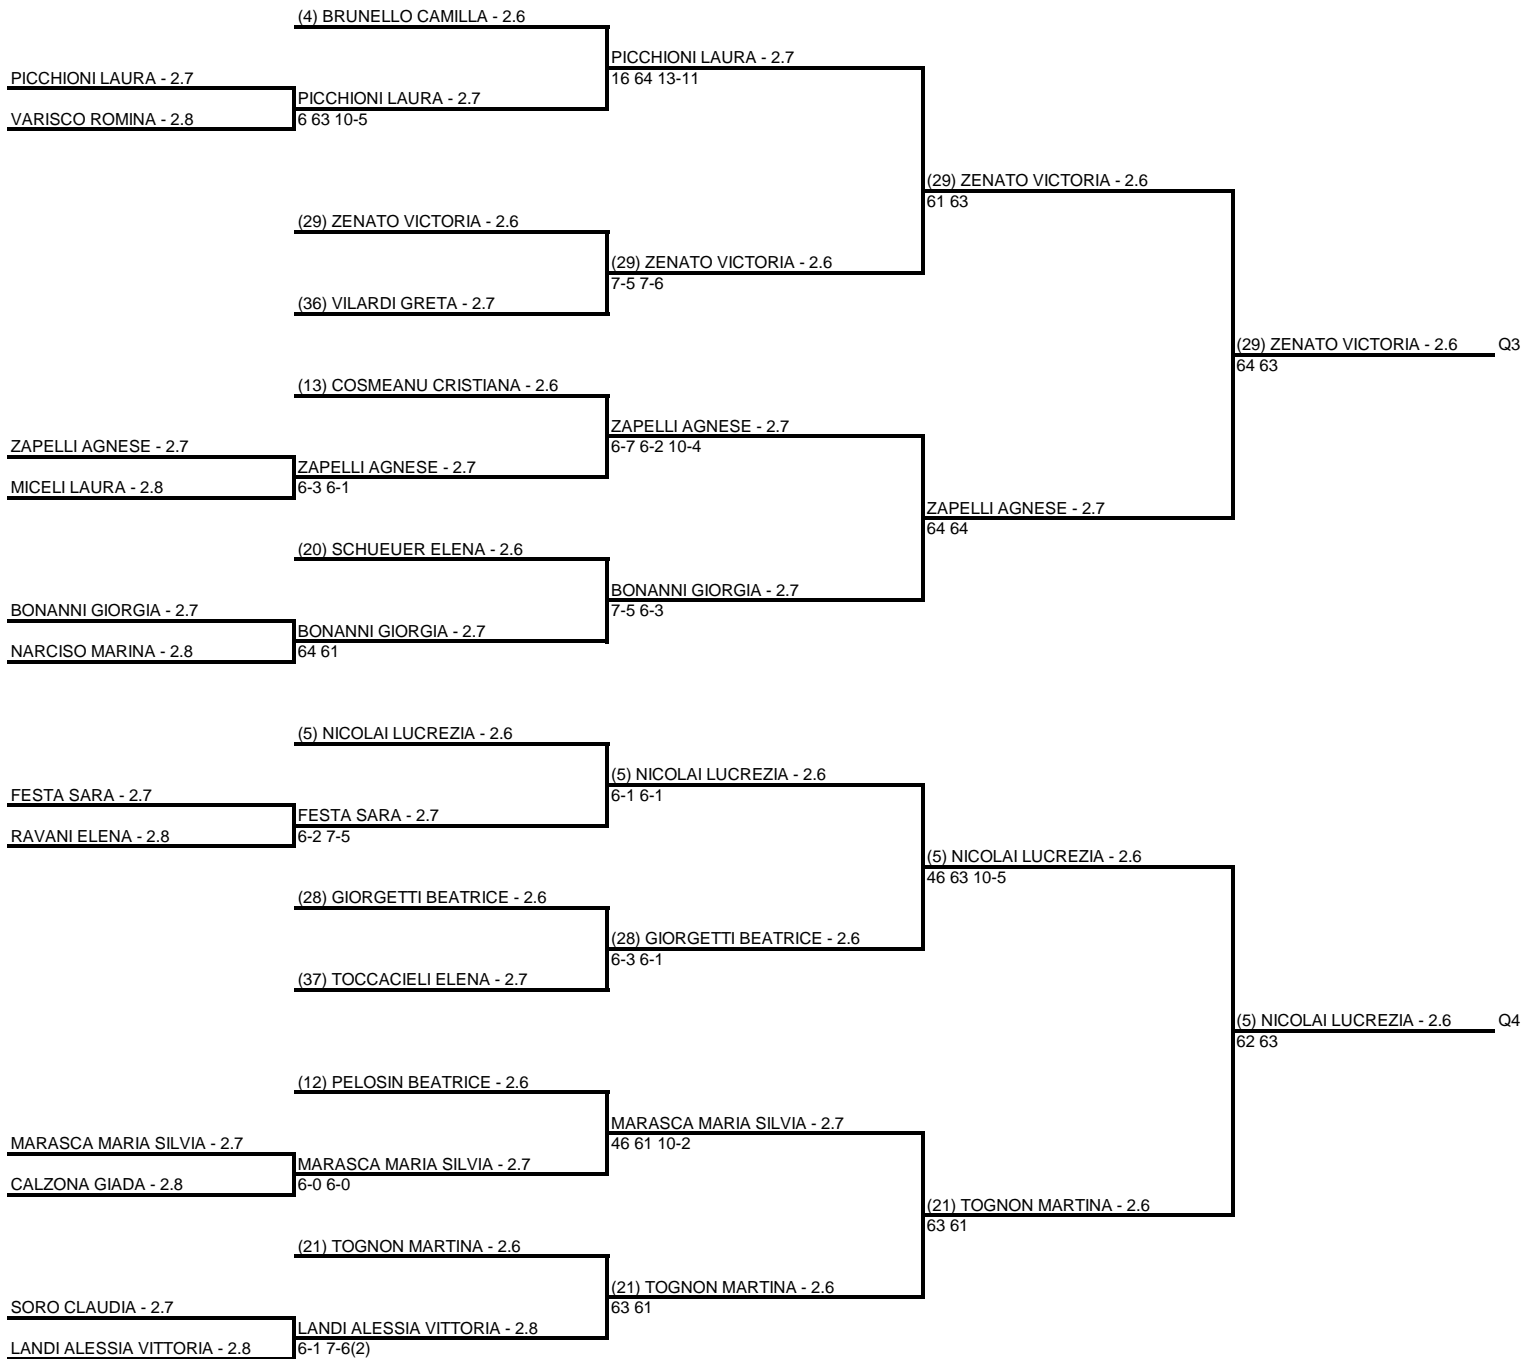 (4) BRUNELLO CAMILLA - 2.6
PICCHIONI LAURA - 2.7
16 64 13-11
PICCHIONI LAURA - 2.7
PICCHIONI LAURA - 2.7
6 63 10-5
VARISCO ROMINA - 2.8
(29) ZENATO VICTORIA - 2.6
61 63
(29) ZENATO VICTORIA - 2.6
(29) ZENATO VICTORIA - 2.6
7-5 7-6
(36) VILARDI GRETA - 2.7
(29) ZENATO VICTORIA - 2.6 Q3
64 63
(13) COSMEANU CRISTIANA - 2.6
ZAPELLI AGNESE - 2.7
6-7 6-2 10-4
ZAPELLI AGNESE - 2.7
ZAPELLI AGNESE - 2.7
6-3 6-1
MICELI LAURA - 2.8
ZAPELLI AGNESE - 2.7
64 64
(20) SCHUEUER ELENA - 2.6
BONANNI GIORGIA - 2.7
7-5 6-3
BONANNI GIORGIA - 2.7
BONANNI GIORGIA - 2.7
64 61
NARCISO MARINA - 2.8
(5) NICOLAI LUCREZIA - 2.6
(5) NICOLAI LUCREZIA - 2.6
6-1 6-1
FESTA SARA - 2.7
FESTA SARA - 2.7
6-2 7-5
RAVANI ELENA - 2.8
(5) NICOLAI LUCREZIA - 2.6
46 63 10-5
(28) GIORGETTI BEATRICE - 2.6
(28) GIORGETTI BEATRICE - 2.6
6-3 6-1
(37) TOCCACIELI ELENA - 2.7
(5) NICOLAI LUCREZIA - 2.6 Q4
62 63
(12) PELOSIN BEATRICE - 2.6
MARASCA MARIA SILVIA - 2.7
46 61 10-2
MARASCA MARIA SILVIA - 2.7
MARASCA MARIA SILVIA - 2.7
6-0 6-0
CALZONA GIADA - 2.8
(21) TOGNON MARTINA - 2.6
63 61
(21) TOGNON MARTINA - 2.6
(21) TOGNON MARTINA - 2.6
63 61
SORO CLAUDIA - 2.7
LANDI ALESSIA VITTORIA - 2.8
6-1 7-6(2)
LANDI ALESSIA VITTORIA - 2.8